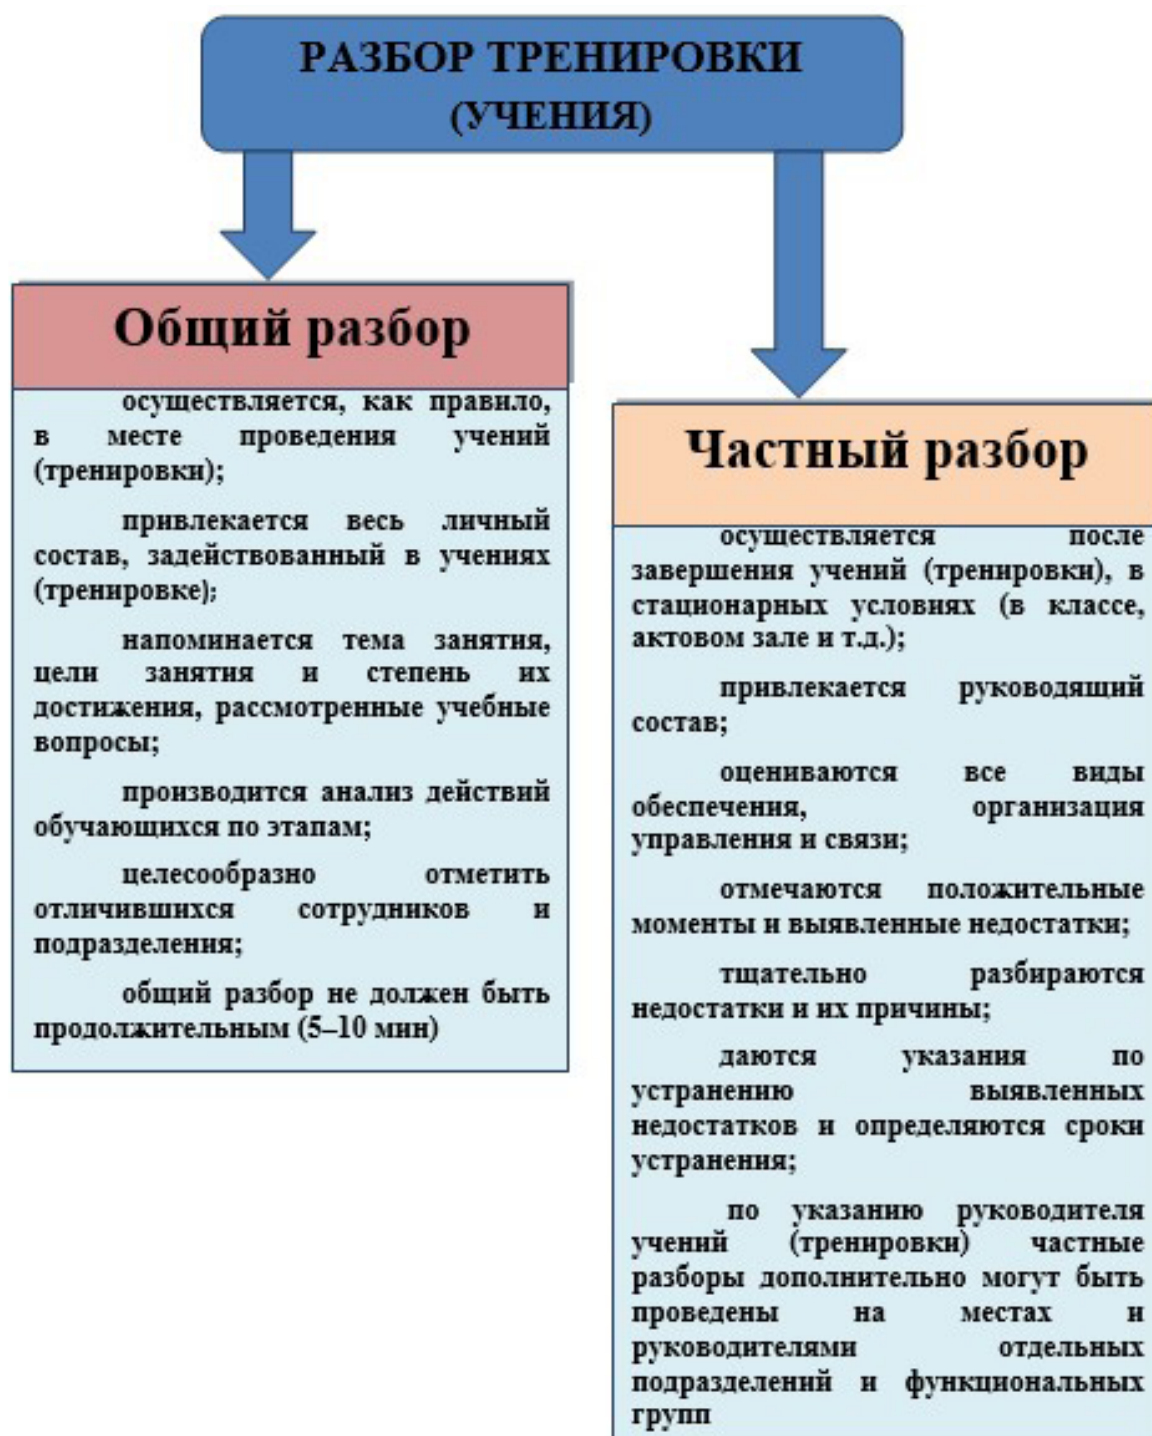 РАЗБОР ТРЕНИРОВКИ
(УЧЕНИЯ)
Общий разбор
осуществляется, как правило,
в месте проведения учений
(тренировки);
привлекается весь личный
состав, задействованный в учениях
(тренировке);
напоминается тема занятия,
цели занятия и степень их
достижения, рассмотренные учебные
вопросы;
производится анализ действий
обучающихся по этапам;
целесообразно отметить
отличившихся сотрудников и
подразделения;
общий разбор не должен быть
продолжительным (5–10 мин)
Частный разбор
осуществляется после
завершения учений (тренировки), в
стационарных условиях (в классе,
актовом зале и т.д.);
привлекается руководящий
состав;
оцениваются все виды
обеспечения, организация
управления и связи;
отмечаются положительные
моменты и выявленные недостатки;
тщательно разбираются
недостатки и их причины;
даются указания по
устранению выявленных
недостатков и определяются сроки
устранения;
по указанию руководителя
учений (тренировки) частные
разборы дополнительно могут быть
проведены на местах и
руководителями отдельных
подразделений и функциональных
групп